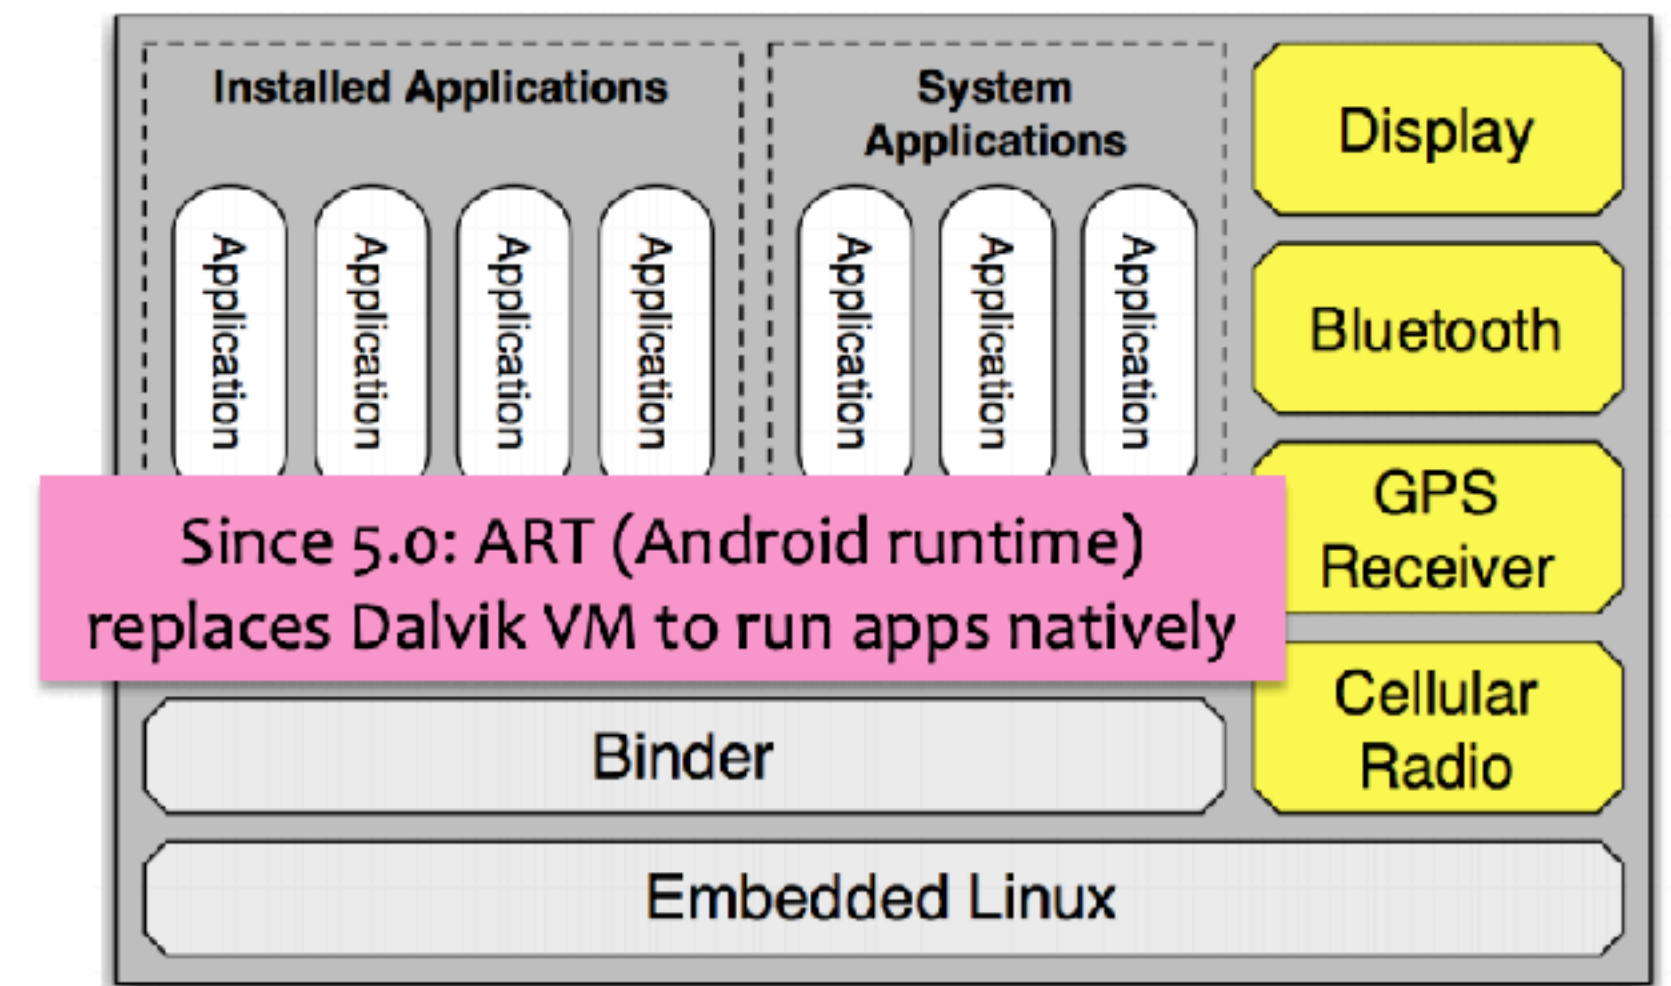 Installed Applications
System
Applications
Application
Application
Application
Application
Application
Application
Application
Display
Bluetooth
GPS
Receiver
Cellular
Radio
Since 5.0: ART (Android runtime)
replaces Dalvik VM to run apps natively
Binder
Embedded Linux